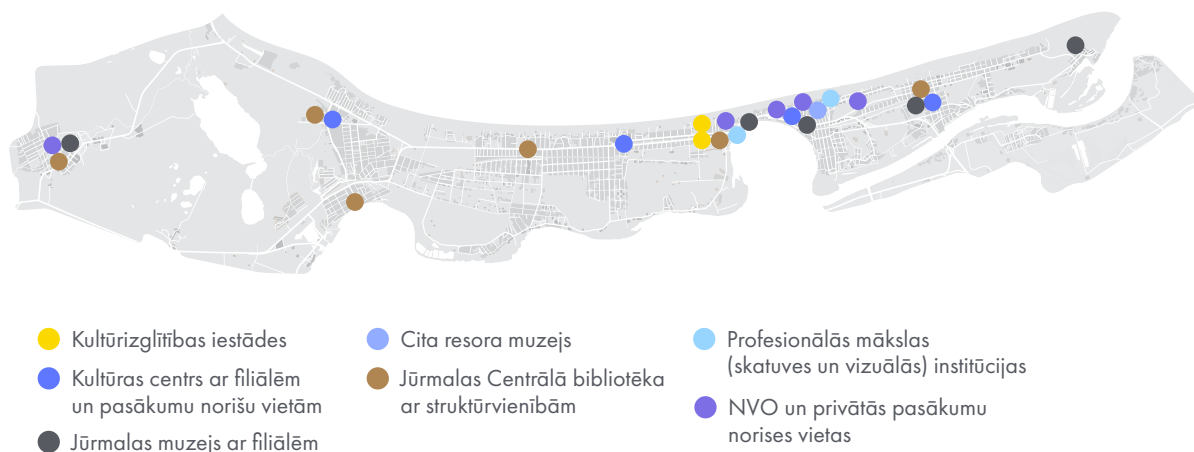 Kultūrizglītības iestādes
Kultūras centrs ar filiālēm
un pasākumu norišu vietām
Jūrmalas muzejs ar filiālēm
Cita resora muzejs
Jūrmalas Centrālā bibliotēka
ar struktūrvienībām
Profesionālās mākslas
(skatuves un vizuālās) institūcijas
NVO un privātās pasākumu
norises vietas